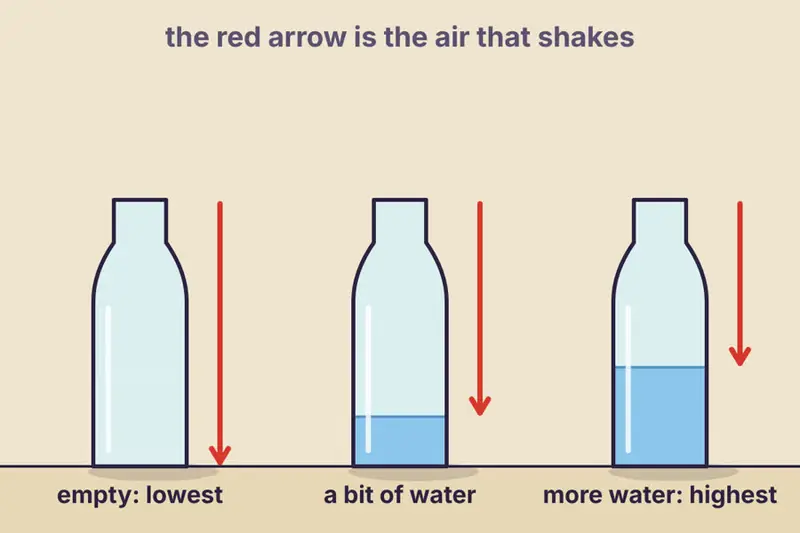 the red arrow is the air that shakes
empty: lowest
a bit of water
more water: highest